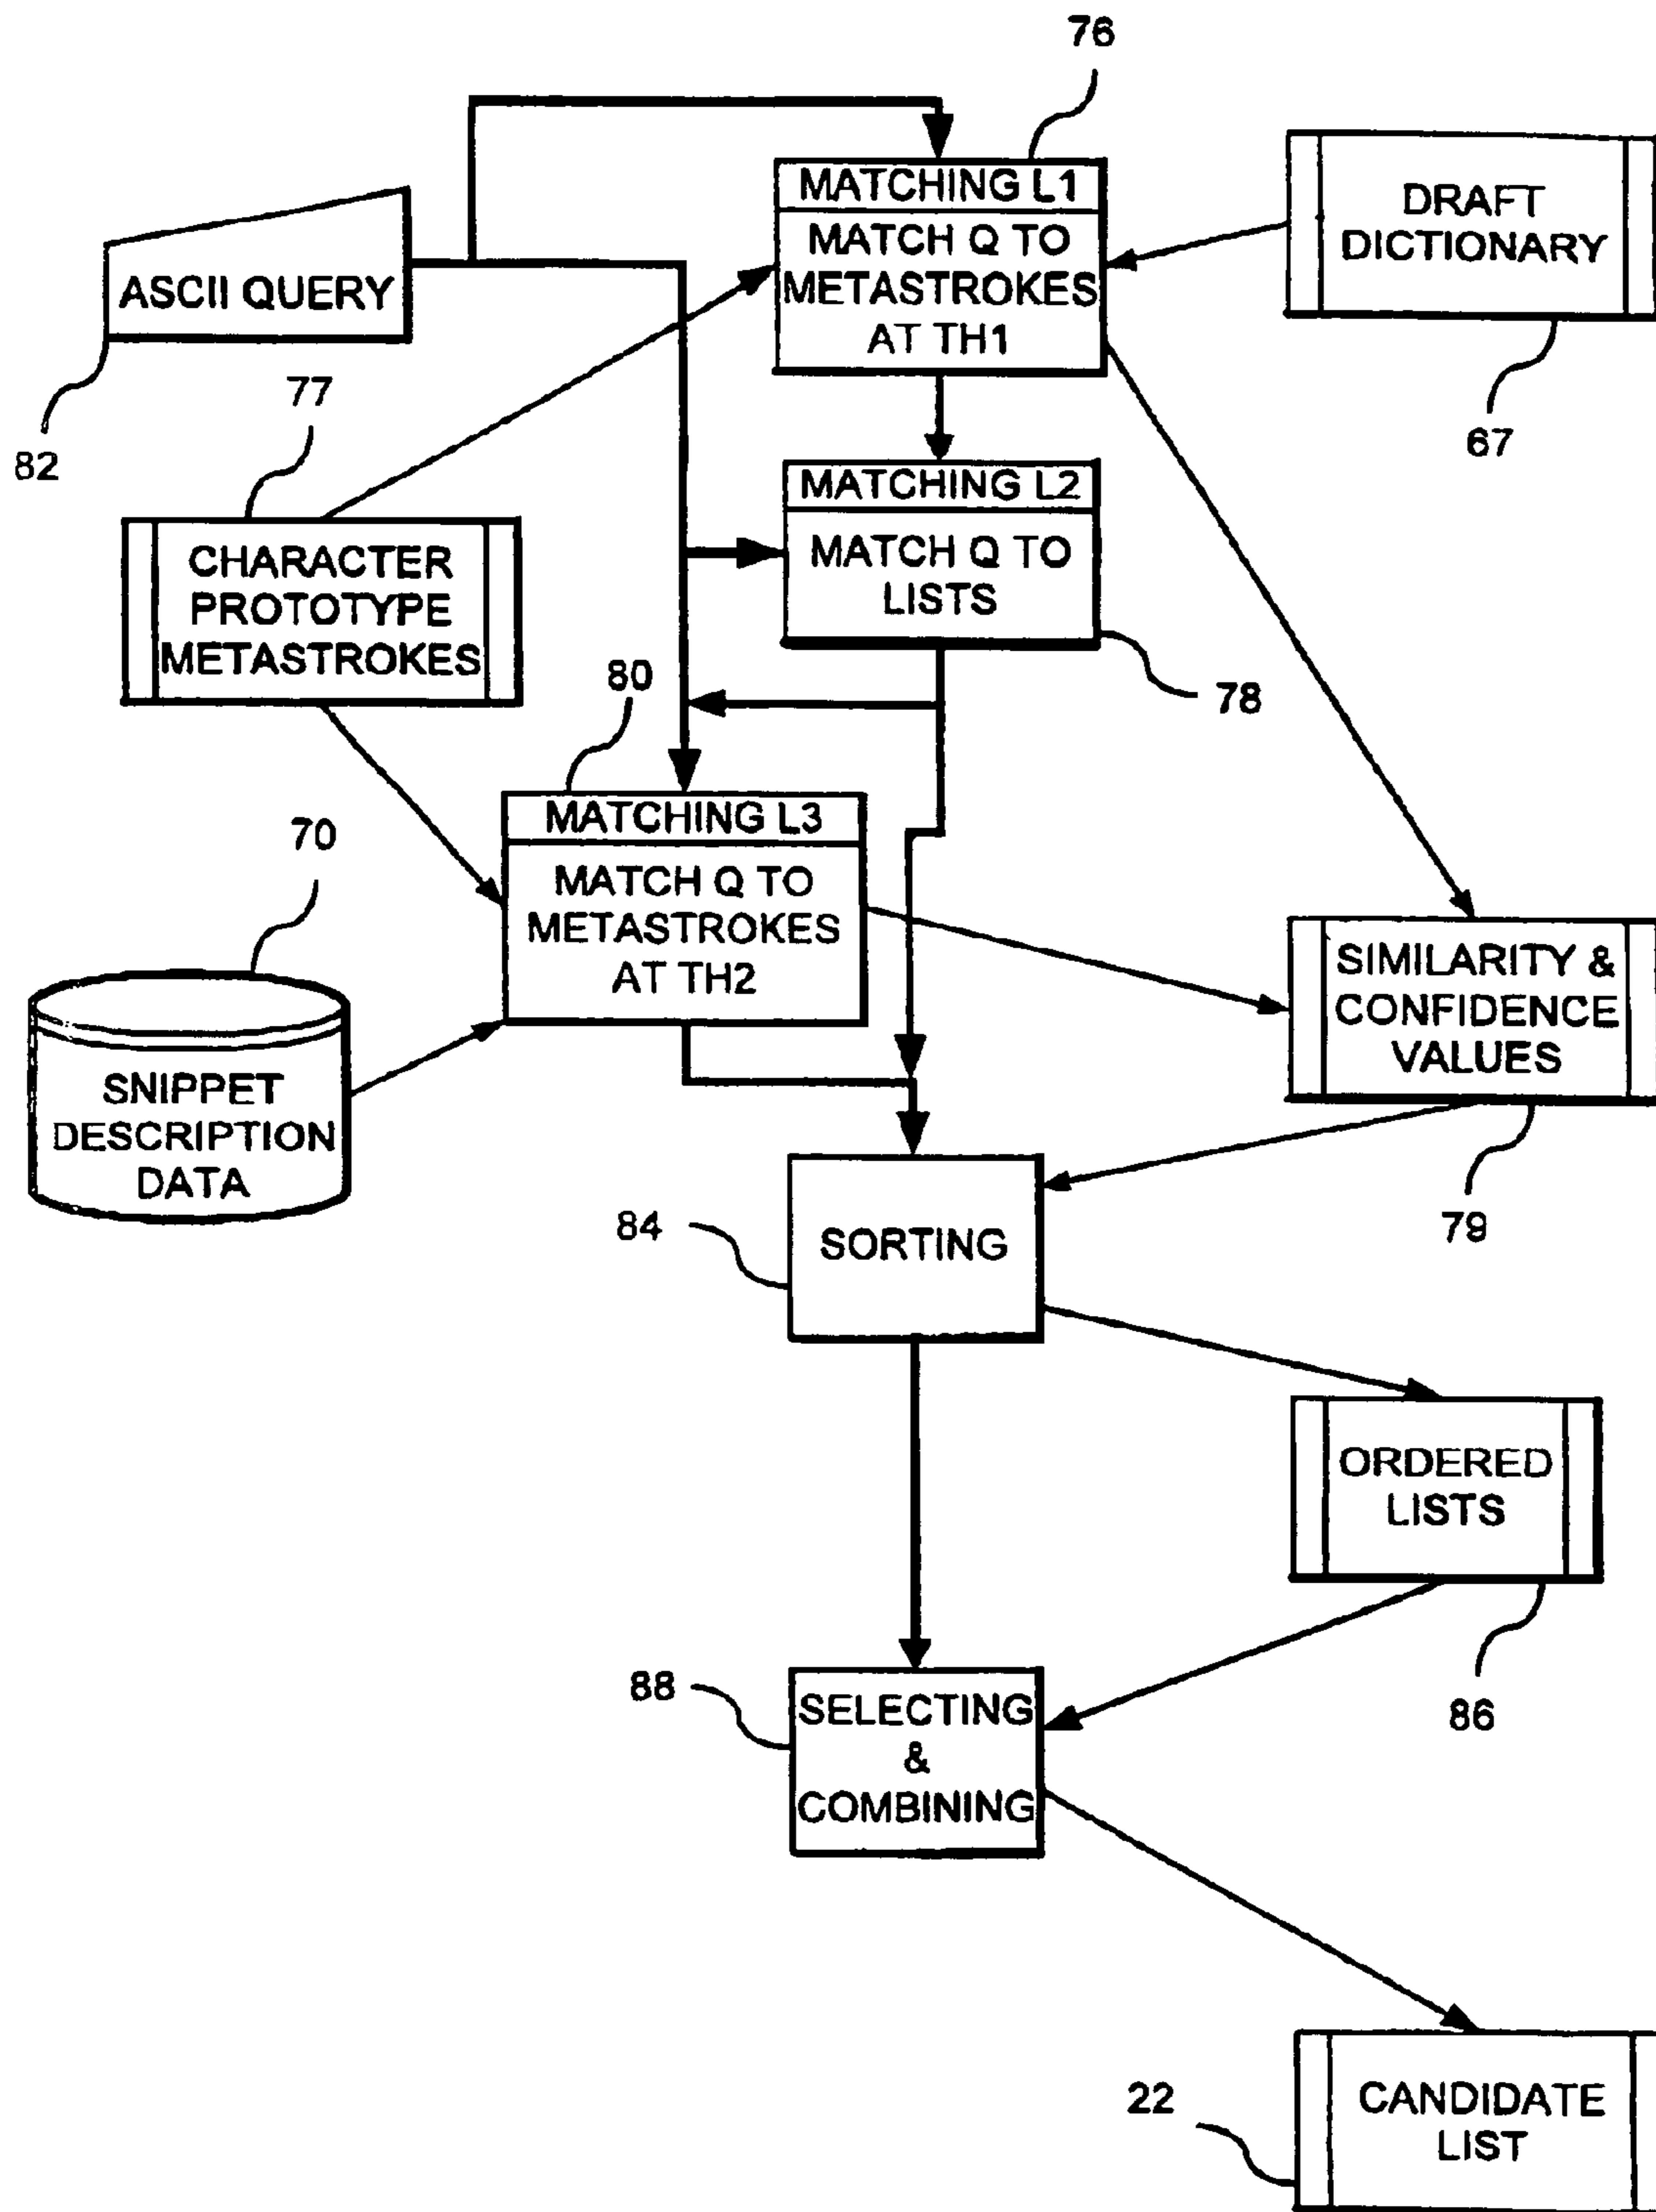 76
MATCHING L1
MATCH Q TO
METASTROKES
AT TH1
DRAFT
DICTIONARY
67
ASCII QUERY
82
77
CHARACTER
PROTOTYPE
METASTROKES
MATCHING L2
MATCH Q TO
LISTS
78
80
MATCHING L3
MATCH Q TO
METASTROKES
AT TH2
70
SNIPPET
DESCRIPTION
DATA
SIMILARITY &
CONFIDENCE
VALUES
79
84
SORTING
ORDERED
LISTS
86
88
SELECTING
&
COMBINING
22
CANDIDATE
LIST